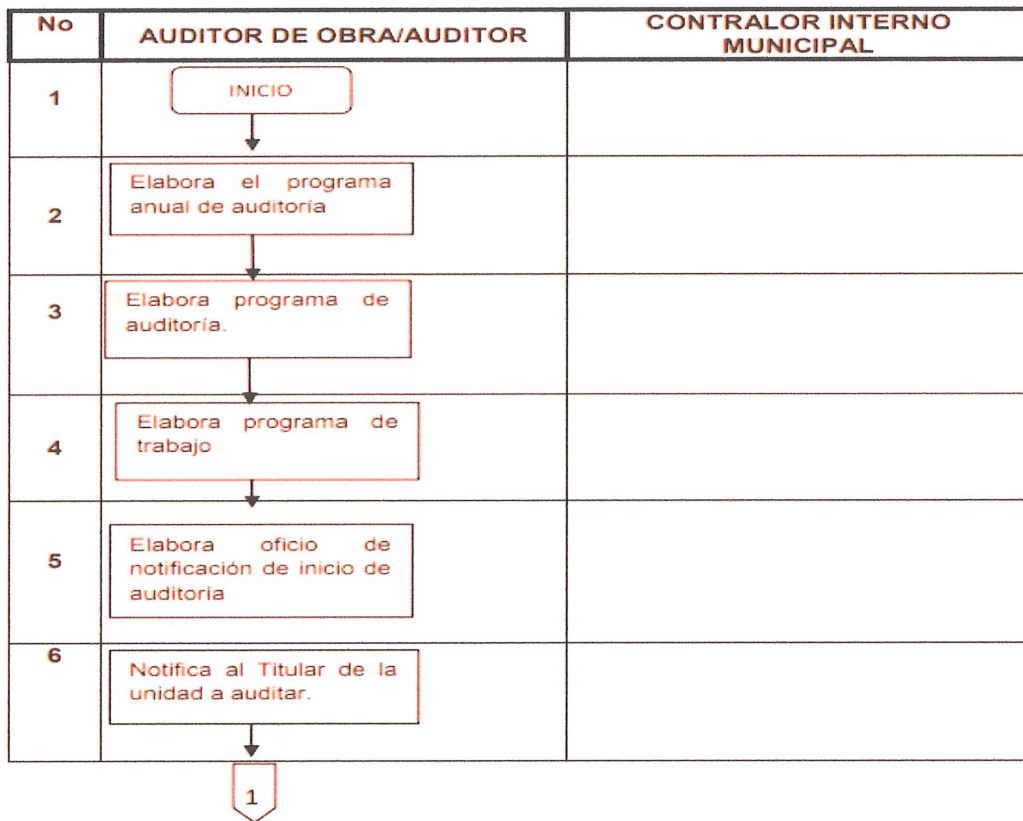 No
AUDITOR DE OBRA/AUDITOR
CONTRALOR INTERNO
MUNICIPAL
1
INICIO
2
Elabora el programa
anual de auditoría
3
Elabora programa de
auditoría.
4
Elabora programa de
trabajo
5
Elabora oficio de
notificación de inicio de
auditoría
6
Notifica al Titular de la
unidad a auditar.
1